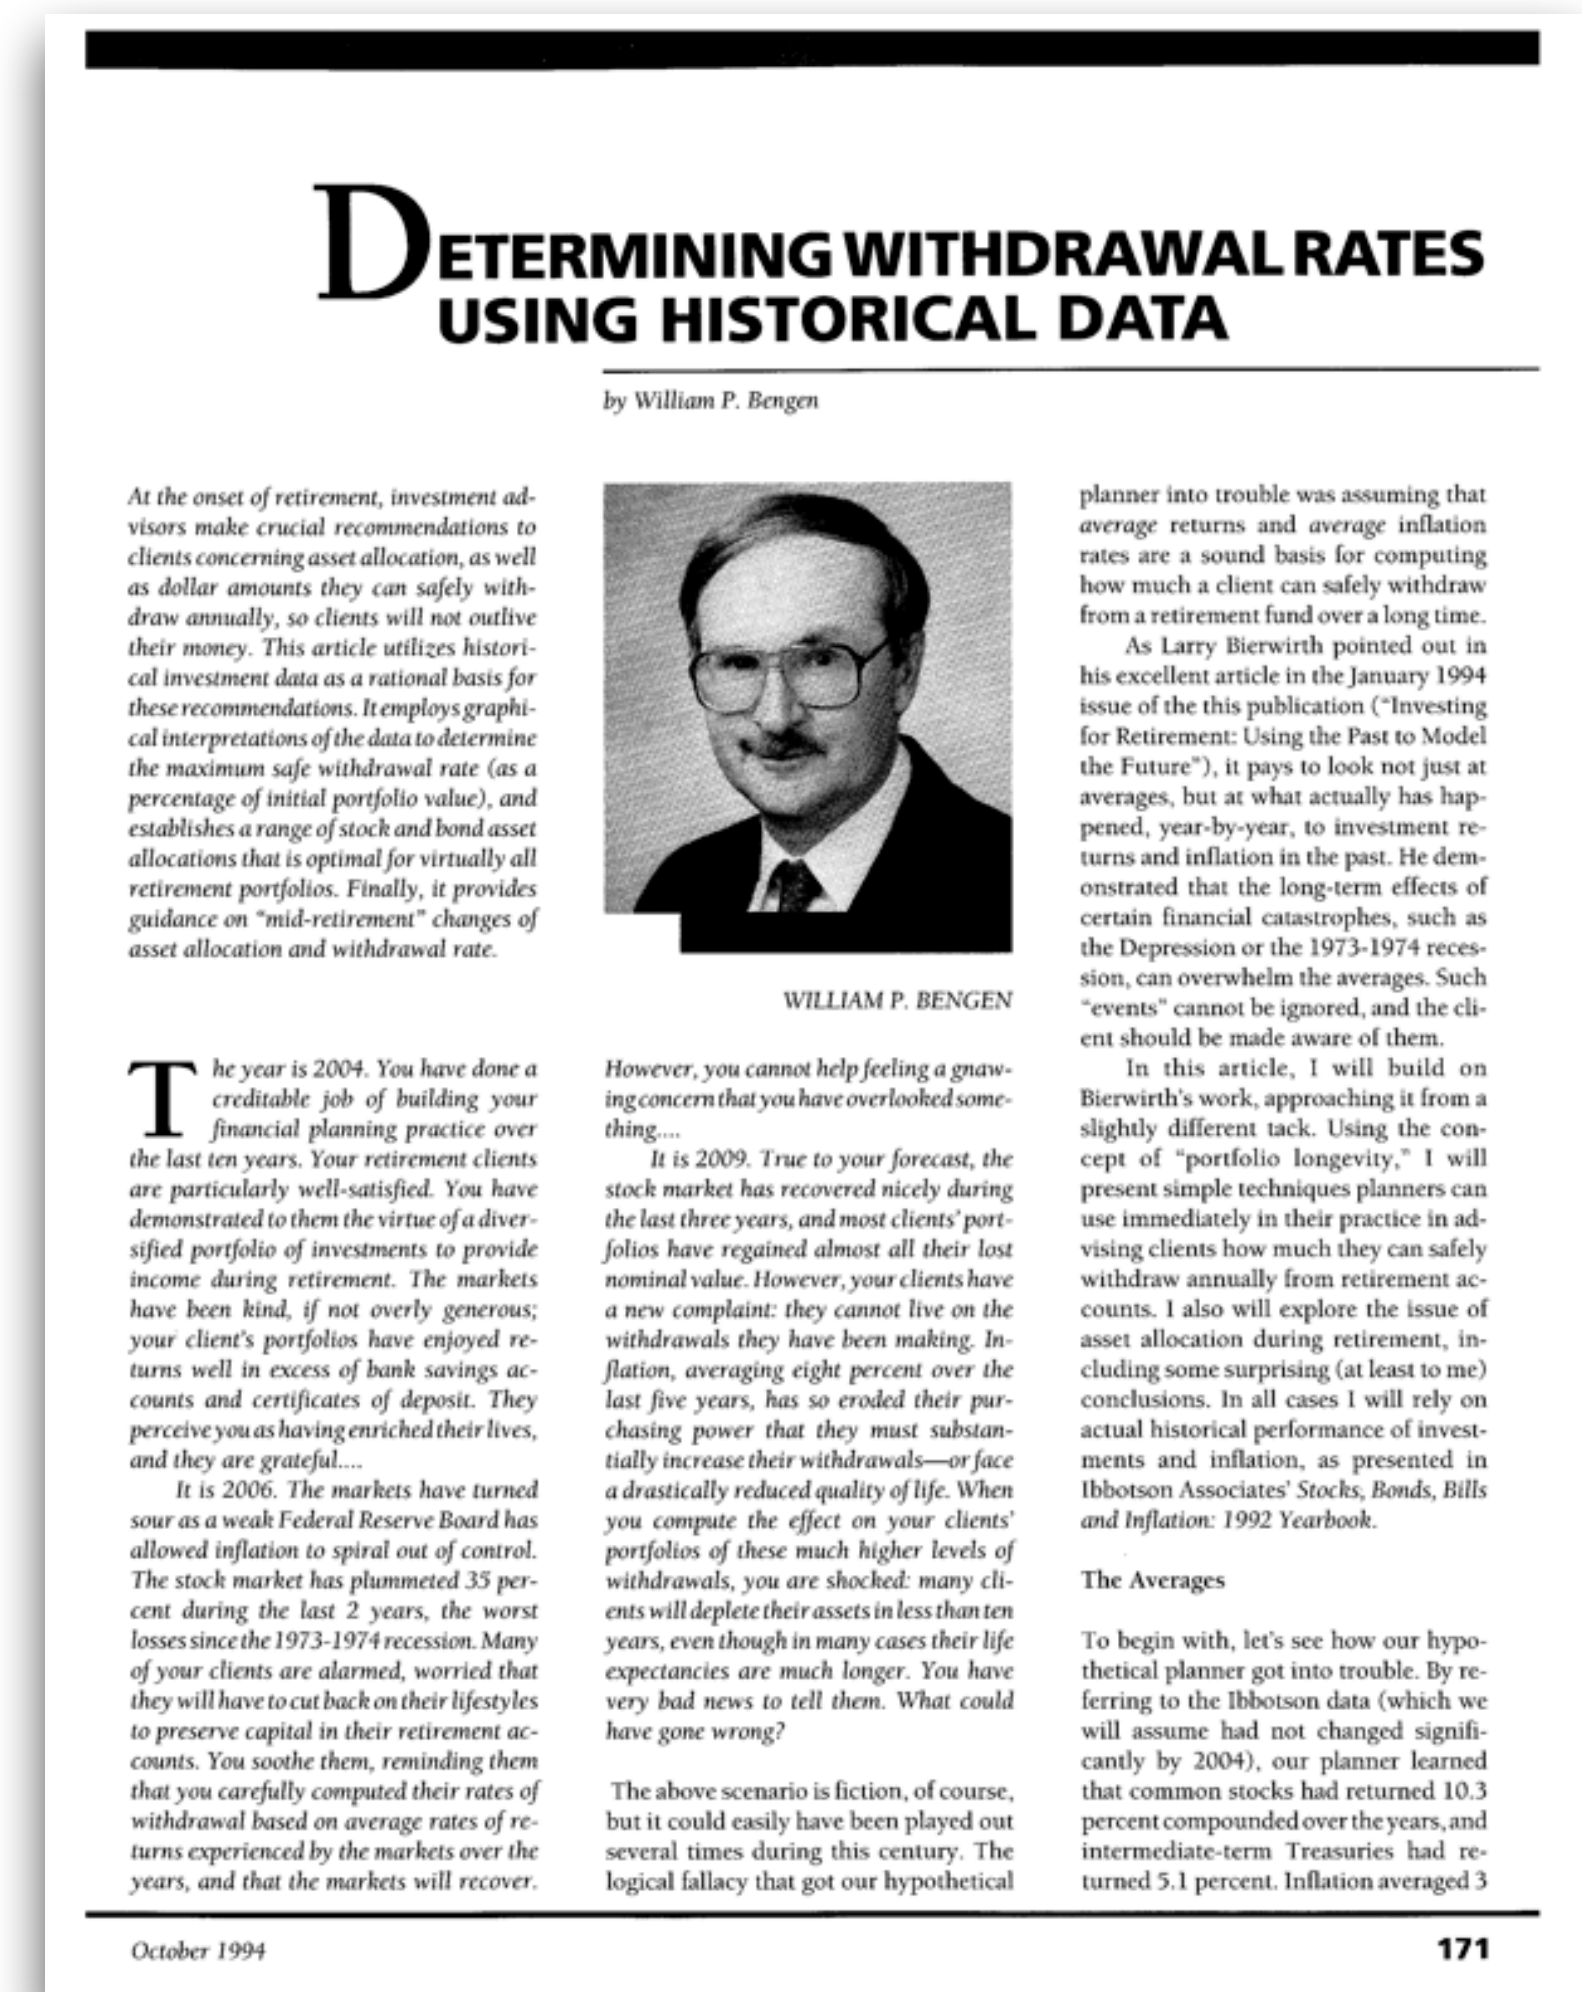 DETERMINING WITHDRAWAL RATES
USING HISTORICAL DATA
by William P. Bengen
At the onset of retirement, investment ad-
visors make crucial recommendations to
clients concerning asset allocation, as well
as dollar amounts they can safely with-
draw annually, so clients will not outlive
their money. This article utilizes histori-
cal investment data as a rational basis for
these recommendations. It employs graphi-
cal interpretations of the data to determine
the maximum safe withdrawal rate (as a
percentage of initial portfolio value), and
establishes a range of stock and bond asset
allocations that is optimal for virtually all
retirement portfolios. Finally, it provides
guidance on "mid-retirement" changes of
asset allocation and withdrawal rate.
The year is 2004. You have done a
creditable job of building your
financial planning practice over
the last ten years. Your retirement clients
are particularly well-satisfied. You have
demonstrated to them the virtue of a diver-
sified portfolio of investments to provide
income during retirement. The markets
have been kind, if not overly generous;
your client's portfolios have enjoyed re-
turns well in excess of bank savings ac-
counts and certificates of deposit. They
perceive you as having enriched their lives,
and they are grateful....
It is 2006. The markets have turned
sour as a weak Federal Reserve Board has
allowed inflation to spiral out of control.
The stock market has plummeted 35 per-
cent during the last 2 years, the worst
losses since the 1973-1974 recession. Many
of your clients are alarmed, worried that
they will have to cut back on their lifestyles
to preserve capital in their retirement ac-
counts. You soothe them, reminding them
that you carefully computed their rates of
withdrawal based on average rates of re-
turns experienced by the markets over the
years, and that the markets will recover.
WILLIAM P. BENGEN
However, you cannot help feeling a gnaw-
ing concern that you have overlooked some-
thing....
It is 2009. True to your forecast, the
stock market has recovered nicely during
the last three years, and most clients' port-
folios have regained almost all their lost
nominal value. However, your clients have
a new complaint: they cannot live on the
withdrawals they have been making. In-
flation, averaging eight percent over the
last five years, has so eroded their pur-
chasing power that they must substan-
tially increase their withdrawals—or face
a drastically reduced quality of life. When
you compute the effect on your clients'
portfolios of these much higher levels of
withdrawals, you are shocked: many cli-
ents will deplete their assets in less than ten
years, even though in many cases their life
expectancies are much longer. You have
very bad news to tell them. What could
have gone wrong?
The above scenario is fiction, of course,
but it could easily have been played out
several times during this century. The
logical fallacy that got our hypothetical
planner into trouble was assuming that
average returns and average inflation
rates are a sound basis for computing
how much a client can safely withdraw
from a retirement fund over a long time.
As Larry Bierwirth pointed out in
his excellent article in the January 1994
issue of the this publication ("Investing
for Retirement: Using the Past to Model
the Future"), it pays to look not just at
averages, but at what actually has hap-
pened, year-by-year, to investment re-
turns and inflation in the past. He dem-
onstrated that the long-term effects of
certain financial catastrophes, such as
the Depression or the 1973-1974 reces-
sion, can overwhelm the averages. Such
"events" cannot be ignored, and the cli-
ent should be made aware of them.
In this article, I will build on
Bierwirth's work, approaching it from a
slightly different tack. Using the con-
cept of "portfolio longevity," I will
present simple techniques planners can
use immediately in their practice in ad-
vising clients how much they can safely
withdraw annually from retirement ac-
counts. I also will explore the issue of
asset allocation during retirement, in-
cluding some surprising (at least to me)
conclusions. In all cases I will rely on
actual historical performance of invest-
ments and inflation, as presented in
Ibbotson Associates' Stocks, Bonds, Bills
and Inflation: 1992 Yearbook.
The Averages
To begin with, let's see how our hypo-
thetical planner got into trouble. By re-
ferring to the Ibbotson data (which we
will assume had not changed signifi-
cantly by 2004), our planner learned
that common stocks had returned 10.3
percent compounded over the years, and
intermediate-term Treasuries had re-
turned 5.1 percent. Inflation averaged 3
October 1994
171